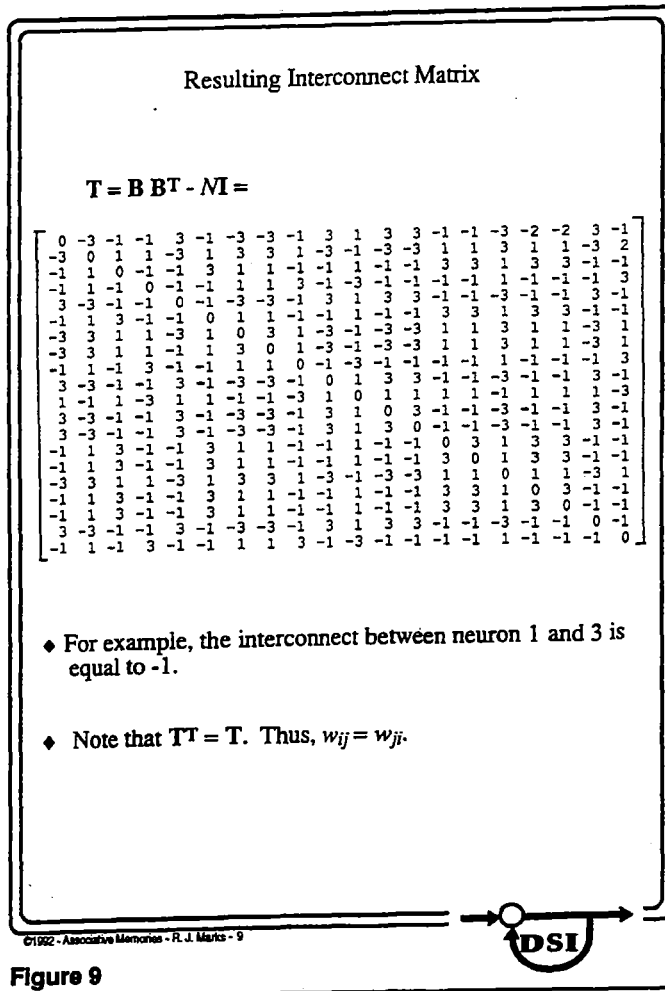 Resulting Interconnect Matrix
T = B Bᵀ - NI =
0 -3 -1 -1 3 -1 -3 -3 -1 3 1 3 3 -1 -1 -3 -2 -2 3 -1
-3 0 1 1 -3 1 3 3 1 -3 -1 -3 -3 1 1 3 1 1 -3 2
-1 1 0 -1 -1 3 1 1 -1 -1 1 -1 -1 3 3 1 3 3 -1 -1
-1 1 -1 0 -1 -1 1 1 3 -1 -3 -1 -1 -1 -1 1 -1 -1 -1 3
3 -3 -1 -1 0 -1 -3 -3 -1 3 1 3 3 -1 -1 -3 -1 -1 3 -1
-1 1 3 -1 -1 0 1 1 -1 -1 1 -1 -1 3 3 1 3 3 -1 -1
-3 3 1 1 -3 1 0 3 1 -3 -1 -3 -3 1 1 3 1 1 -3 1
-3 3 1 1 -1 1 3 0 1 -3 -1 -3 -3 1 1 3 1 1 -3 1
-1 1 -1 3 -1 -1 1 1 0 -1 -3 -1 -1 -1 -1 1 -1 -1 -1 3
3 -3 -1 -1 3 -1 -3 -3 -1 0 1 3 3 -1 -1 -3 -1 -1 3 -1
1 -1 1 -3 1 1 -1 -1 -3 1 0 1 1 1 1 -1 1 1 1 -3
3 -3 -1 -1 3 -1 -3 -3 -1 3 1 0 3 -1 -1 -3 -1 -1 3 -1
3 -3 -1 -1 3 -1 -3 -3 -1 3 1 3 0 -1 -1 -3 -1 -1 3 -1
-1 1 3 -1 -1 3 1 1 -1 -1 1 -1 -1 0 3 1 3 3 -1 -1
-1 1 3 -1 -1 3 1 1 -1 -1 1 -1 -1 3 0 1 3 3 -1 -1
-3 3 1 1 -3 1 3 3 1 -3 -1 -3 -3 1 1 0 1 1 -3 1
-1 1 3 -1 -1 3 1 1 -1 -1 1 -1 -1 3 3 1 0 3 -1 -1
-1 1 3 -1 -1 3 1 1 -1 -1 1 -1 -1 3 3 1 3 0 -1 -1
3 -3 -1 -1 3 -1 -3 -3 -1 3 1 3 3 -1 -1 -3 -1 -1 0 -1
-1 1 -1 3 -1 -1 1 1 3 -1 -3 -1 -1 -1 -1 1 -1 -1 -1 0
♦ For example, the interconnect between neuron 1 and 3 is
equal to -1.
♦ Note that Tᵀ = T. Thus, wij = wji.
©1992 - Associative Memories - R. J. Marks - 9
DSI
Figure 9